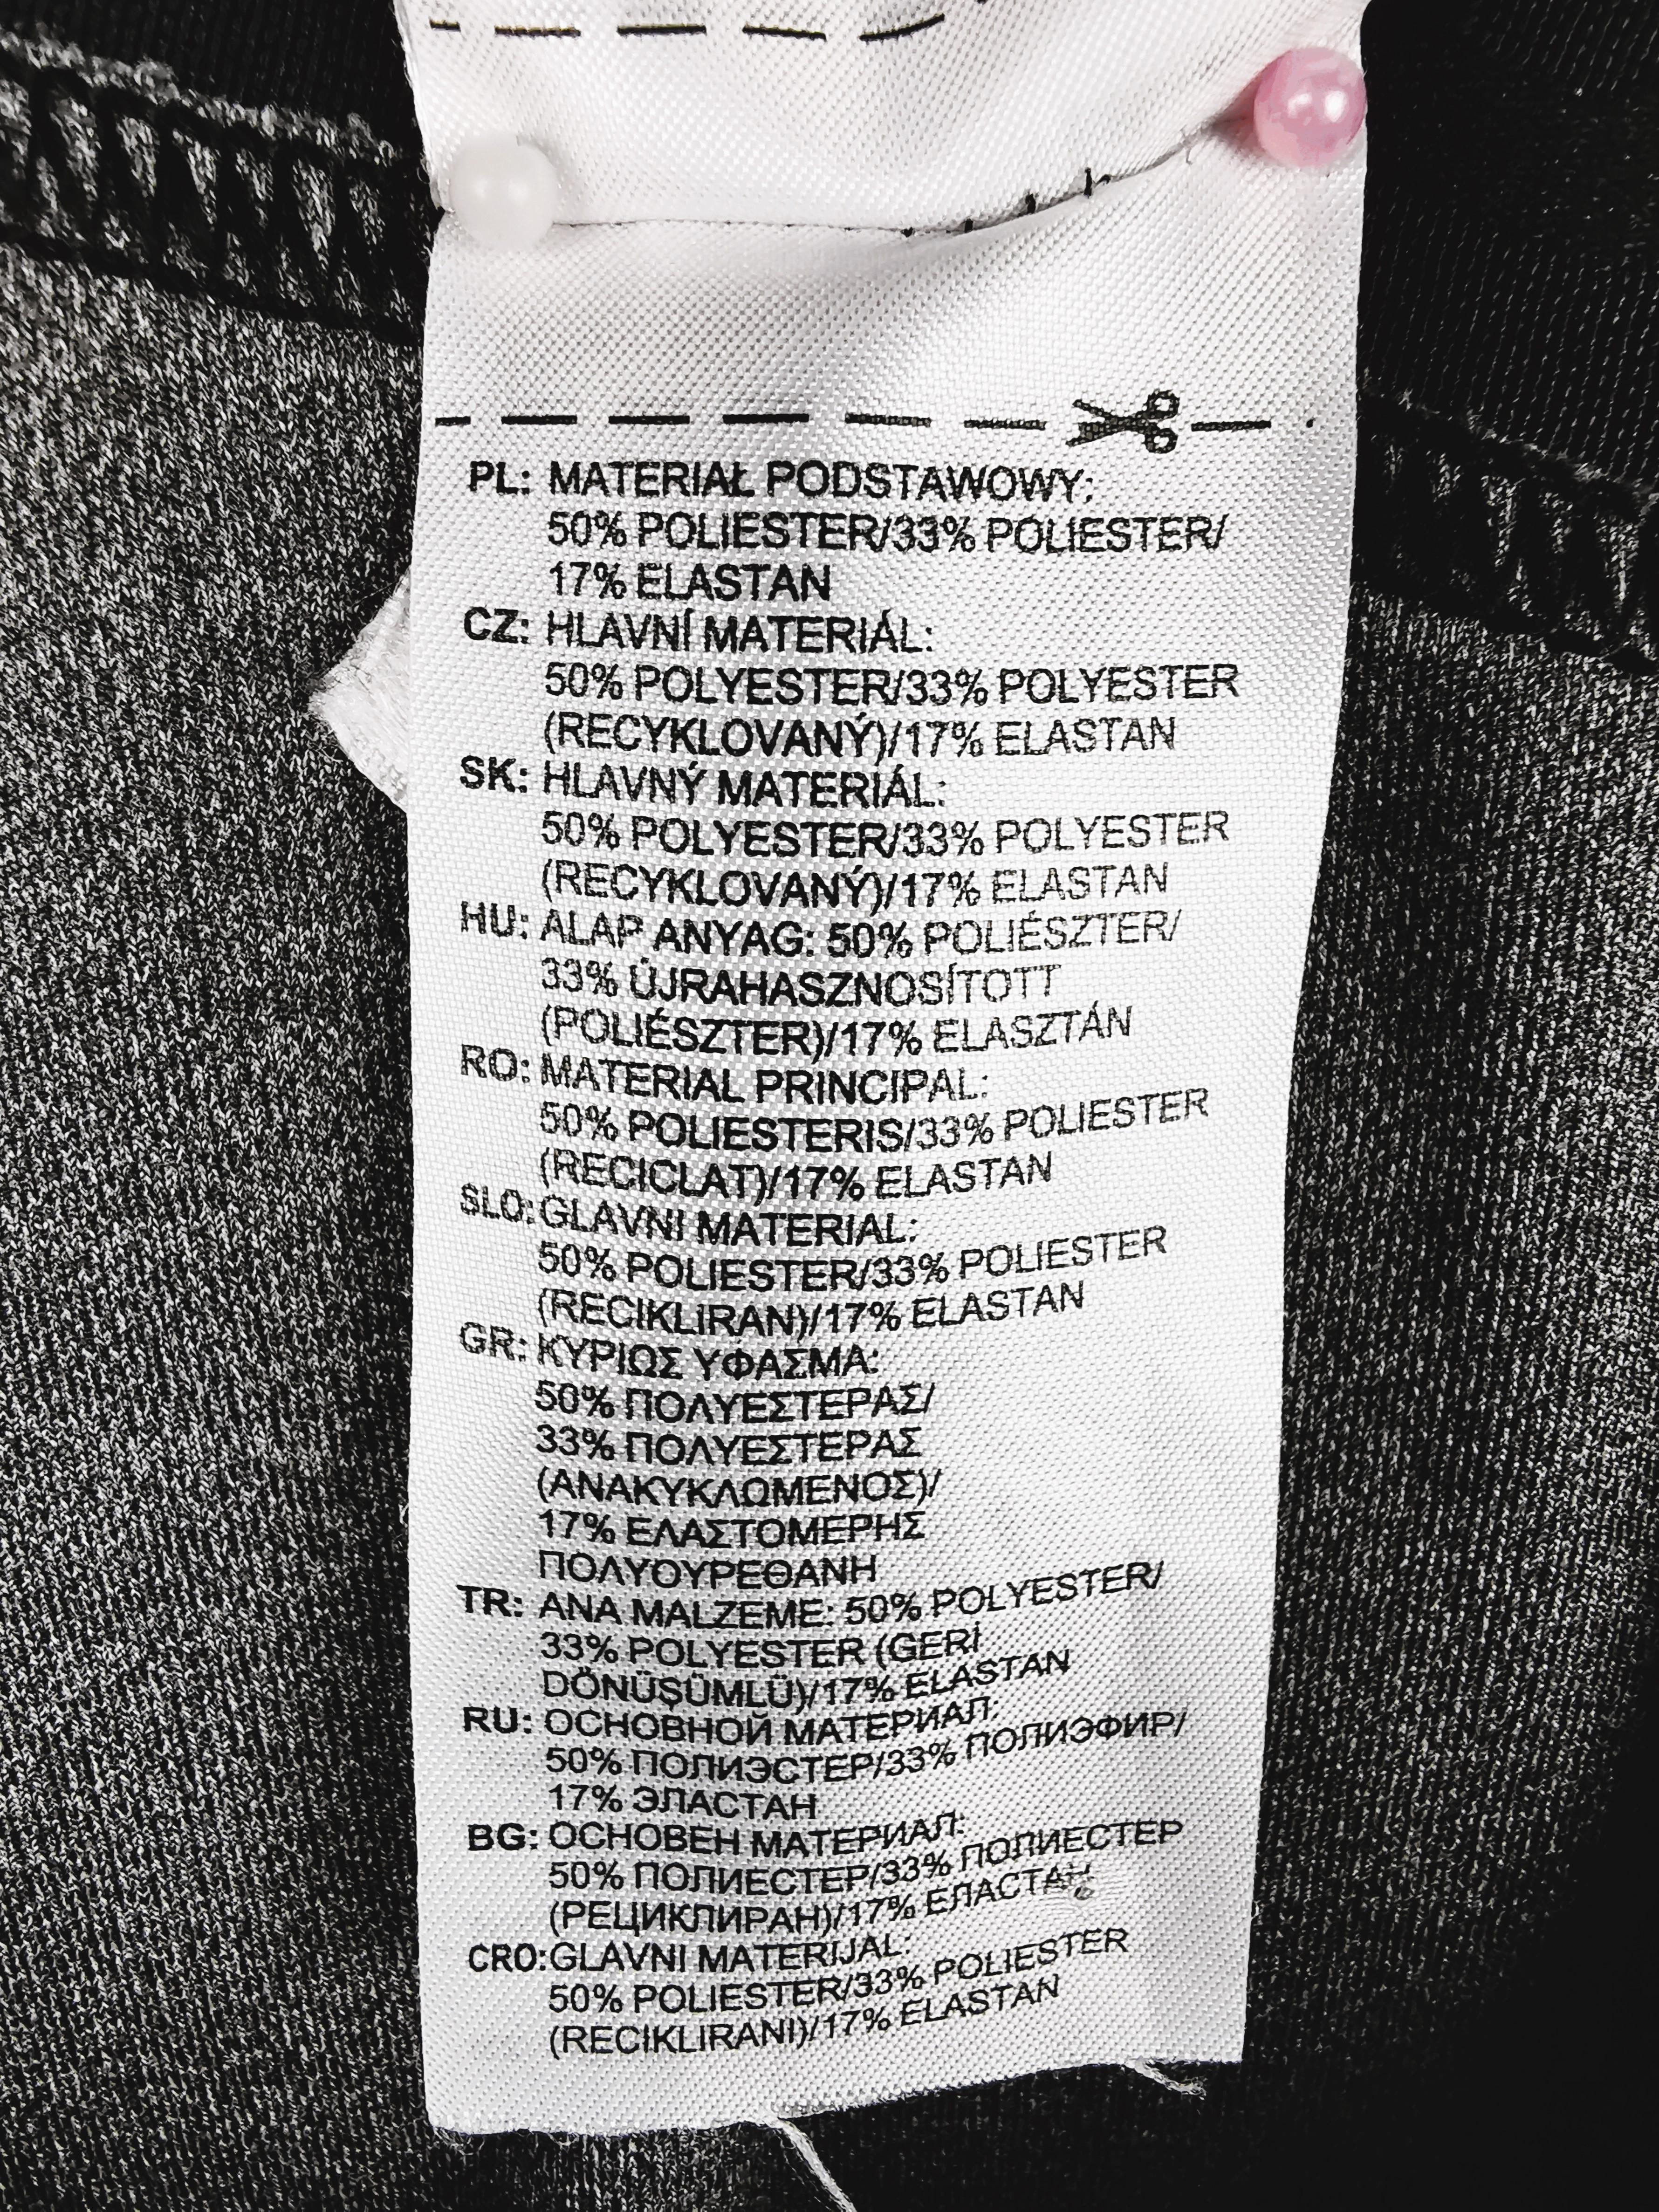 PL: MATERIAŁ PODSTAWOWY:
50% POLIESTER/33% POLIESTER/
17% ELASTAN
CZ: HLAVNÍ MATERIÁL:
50% POLYESTER/33% POLYESTER
(RECYKLOVANÝ)/17% ELASTAN
SK: HLAVNÝ MATERIÁL:
50% POLYESTER/33% POLYESTER
(RECYKLOVANÝ)/17% ELASTAN
HU: ALAP ANYAG: 50% POLIÉSZTER/
33% ÚJRAHASZNOSÍTOTT
(POLIÉSZTER)/17% ELASZTÁN
RO: MATERIAL PRINCIPAL:
50% POLIESTERIS/33% POLIESTER
(RECICLAT)/17% ELASTAN
SLO: GLAVNI MATERIAL:
50% POLIESTER/33% POLIESTER
(RECIKLIRAN)/17% ELASTAN
GR: ΚΥΡΙΩΣ ΥΦΑΣΜΑ:
50% ΠΟΛΥΕΣΤΕΡΑΣ/
33% ΠΟΛΥΕΣΤΕΡΑΣ
(ΑΝΑΚΥΚΛΩΜΕΝΟΣ)/
17% ΕΛΑΣΤΟΜΕΡΗΣ
ΠΟΛΥΟΥΡΕΘΑΝΗ
TR: ANA MALZEME: 50% POLYESTER/
33% POLYESTER (GERİ
DÖNÜŞÜMLÜ)/17% ELASTAN
RU: ОСНОВНОЙ МАТЕРИАЛ:
50% ПОЛИЭСТЕР/33% ПОЛИЭФИР/
17% ЭЛАСТАН
BG: ОСНОВЕН МАТЕРИАЛ:
50% ПОЛИЕСТЕР/33% ПОЛИЕСТЕР
(РЕЦИКЛИРАН)/17% ЕЛАСТАН
CRO: GLAVNI MATERIJAL:
50% POLIESTER/33% POLIESTER
(RECIKLIRANI)/17% ELASTAN